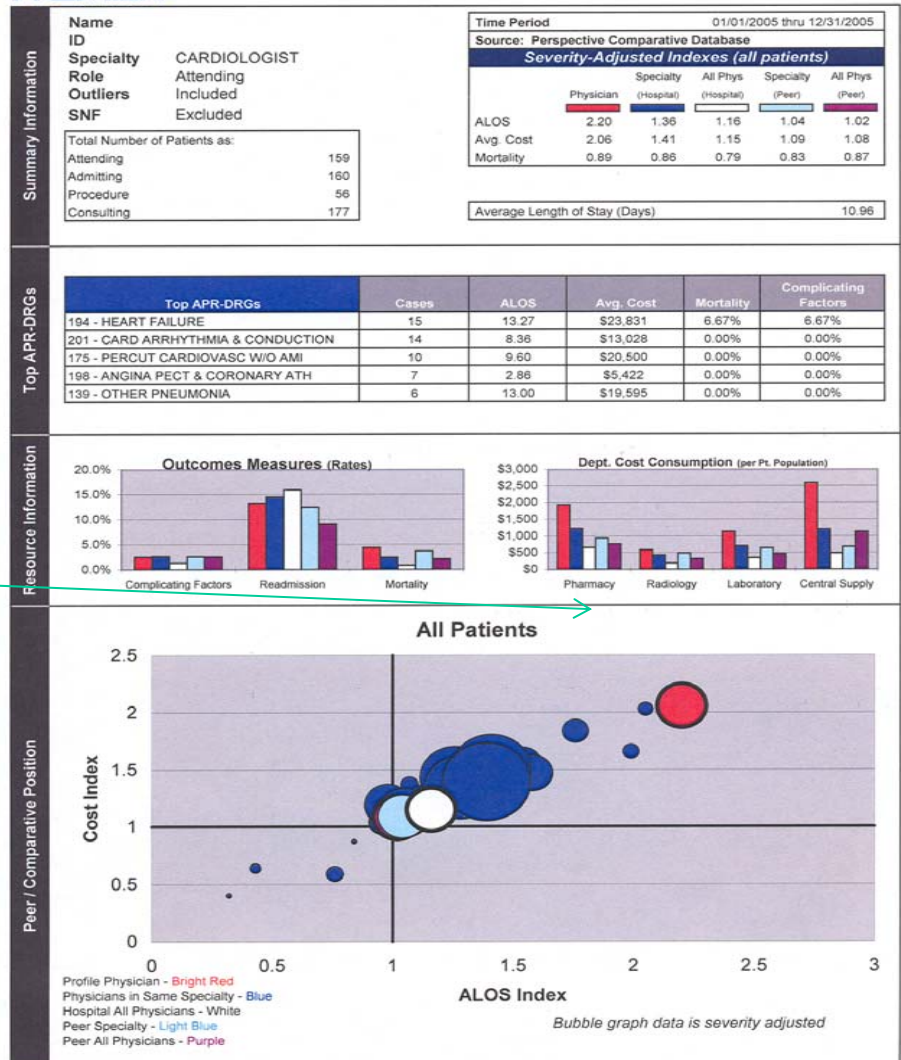 Summary Information
Name
ID
Specialty CARDIOLOGIST
Role Attending
Outliers Included
SNF Excluded
Total Number of Patients as:
Attending 159
Admitting 160
Procedure 56
Consulting 177
Time Period 01/01/2005 thru 12/31/2005
Source: Perspective Comparative Database
Severity-Adjusted Indexes (all patients)
Specialty All Phys Specialty All Phys
Physician (Hospital) (Hospital) (Peer) (Peer)
ALOS 2.20 1.36 1.16 1.04 1.02
Avg. Cost 2.06 1.41 1.15 1.09 1.08
Mortality 0.89 0.86 0.79 0.83 0.87
Average Length of Stay (Days) 10.96
Top APR-DRGs
Top APR-DRGs Cases ALOS Avg. Cost Mortality Complicating Factors
194 - HEART FAILURE 15 13.27 $23,831 6.67% 6.67%
201 - CARD ARRHYTHMIA & CONDUCTION 14 8.36 $13,028 0.00% 0.00%
175 - PERCUT CARDIOVASC W/O AMI 10 9.60 $20,500 0.00% 0.00%
198 - ANGINA PECT & CORONARY ATH 7 2.86 $5,422 0.00% 0.00%
139 - OTHER PNEUMONIA 6 13.00 $19,595 0.00% 0.00%
Resource Information
Outcomes Measures (Rates)
20.0%
15.0%
10.0%
5.0%
0.0%
Complicating Factors Readmission Mortality
Dept. Cost Consumption (per Pt. Population)
$3,000
$2,500
$2,000
$1,500
$1,000
$500
$0
Pharmacy Radiology Laboratory Central Supply
Peer / Comparative Position
All Patients
Cost Index
2.5
2
1.5
1
0.5
0
0 0.5 1 1.5 2 2.5 3
ALOS Index
Profile Physician - Bright Red
Physicians in Same Specialty - Blue
Hospital All Physicians - White
Peer Specialty - Light Blue
Peer All Physicians - Purple
Bubble graph data is severity adjusted